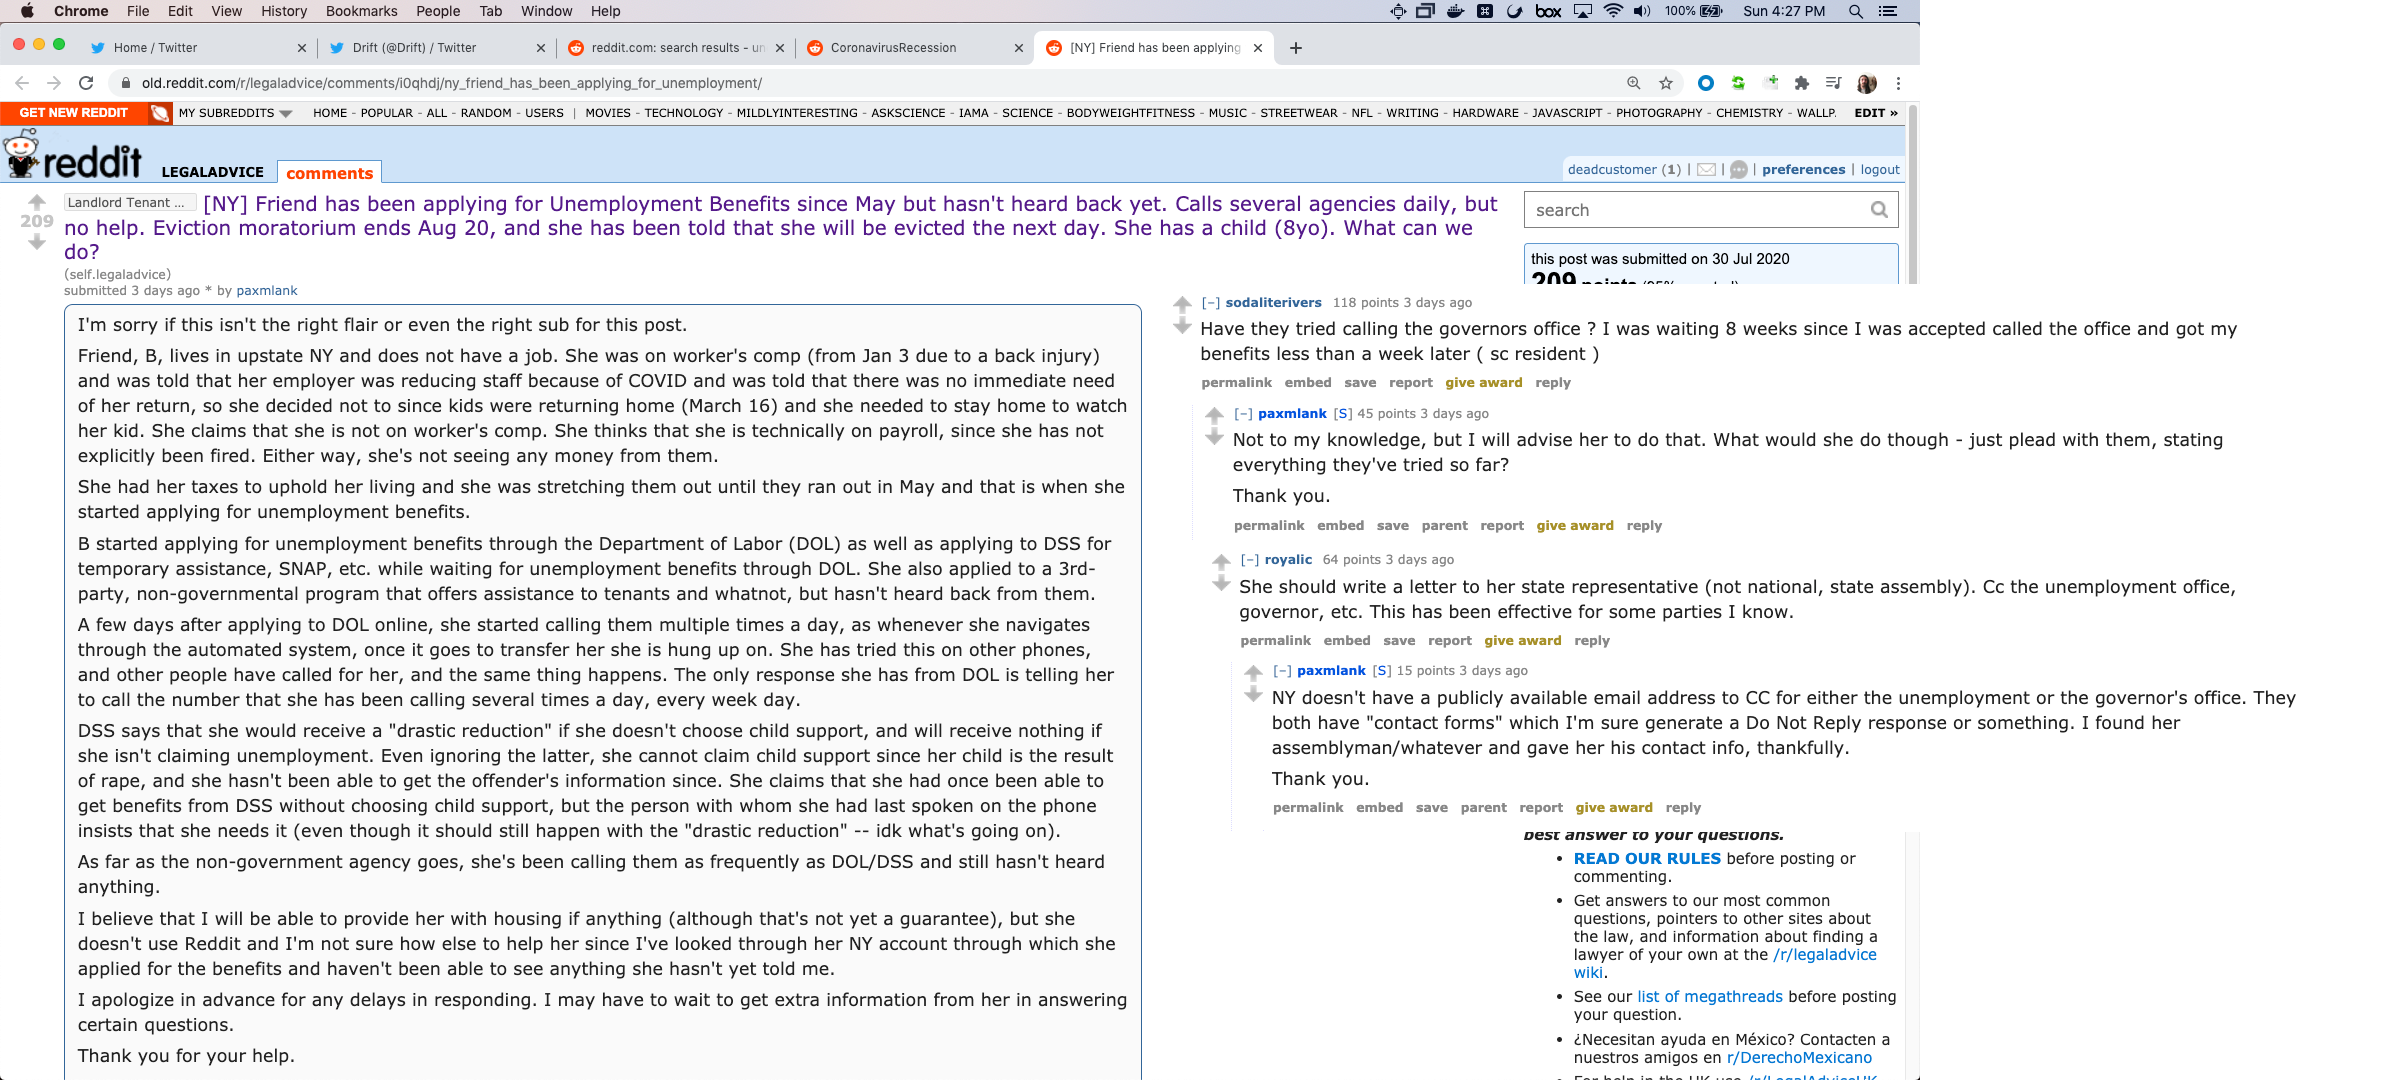 Chrome File Edit View History Bookmarks People Tab Window Help box 100% Sun 4:27 PM
Home / Twitter Drift (@Drift) / Twitter reddit.com: search results - un CoronavirusRecession [NY] Friend has been applying
old.reddit.com/r/legaladvice/comments/i0qhdj/ny_friend_has_been_applying_for_unemployment/
GET NEW REDDIT MY SUBREDDITS HOME - POPULAR - ALL - RANDOM - USERS | MOVIES - TECHNOLOGY - MILDLYINTERESTING - ASKSCIENCE - IAMA - SCIENCE - BODYWEIGHTFITNESS - MUSIC - STREETWEAR - NFL - WRITING - HARDWARE - JAVASCRIPT - PHOTOGRAPHY - CHEMISTRY - WALLP. EDIT »
reddit LEGALADVICE comments
deadcustomer (1) | | | preferences | logout
209
Landlord Tenant ... [NY] Friend has been applying for Unemployment Benefits since May but hasn't heard back yet. Calls several agencies daily, but
no help. Eviction moratorium ends Aug 20, and she has been told that she will be evicted the next day. She has a child (8yo). What can we
do?
(self.legaladvice)
submitted 3 days ago * by paxmlank
I'm sorry if this isn't the right flair or even the right sub for this post.
Friend, B, lives in upstate NY and does not have a job. She was on worker's comp (from Jan 3 due to a back injury)
and was told that her employer was reducing staff because of COVID and was told that there was no immediate need
of her return, so she decided not to since kids were returning home (March 16) and she needed to stay home to watch
her kid. She claims that she is not on worker's comp. She thinks that she is technically on payroll, since she has not
explicitly been fired. Either way, she's not seeing any money from them.
She had her taxes to uphold her living and she was stretching them out until they ran out in May and that is when she
started applying for unemployment benefits.
B started applying for unemployment benefits through the Department of Labor (DOL) as well as applying to DSS for
temporary assistance, SNAP, etc. while waiting for unemployment benefits through DOL. She also applied to a 3rd-
party, non-governmental program that offers assistance to tenants and whatnot, but hasn't heard back from them.
A few days after applying to DOL online, she started calling them multiple times a day, as whenever she navigates
through the automated system, once it goes to transfer her she is hung up on. She has tried this on other phones,
and other people have called for her, and the same thing happens. The only response she has from DOL is telling her
to call the number that she has been calling several times a day, every week day.
DSS says that she would receive a "drastic reduction" if she doesn't choose child support, and will receive nothing if
she isn't claiming unemployment. Even ignoring the latter, she cannot claim child support since her child is the result
of rape, and she hasn't been able to get the offender's information since. She claims that she had once been able to
get benefits from DSS without choosing child support, but the person with whom she had last spoken on the phone
insists that she needs it (even though it should still happen with the "drastic reduction" -- idk what's going on).
As far as the non-government agency goes, she's been calling them as frequently as DOL/DSS and still hasn't heard
anything.
I believe that I will be able to provide her with housing if anything (although that's not yet a guarantee), but she
doesn't use Reddit and I'm not sure how else to help her since I've looked through her NY account through which she
applied for the benefits and haven't been able to see anything she hasn't yet told me.
I apologize in advance for any delays in responding. I may have to wait to get extra information from her in answering
certain questions.
Thank you for your help.
search
this post was submitted on 30 Jul 2020
209 points
[–] sodaliterivers 118 points 3 days ago
Have they tried calling the governors office ? I was waiting 8 weeks since I was accepted called the office and got my
benefits less than a week later ( sc resident )
permalink embed save report give award reply
[–] paxmlank [S] 45 points 3 days ago
Not to my knowledge, but I will advise her to do that. What would she do though - just plead with them, stating
everything they've tried so far?
Thank you.
permalink embed save parent report give award reply
[–] royalic 64 points 3 days ago
She should write a letter to her state representative (not national, state assembly). Cc the unemployment office,
governor, etc. This has been effective for some parties I know.
permalink embed save report give award reply
[–] paxmlank [S] 15 points 3 days ago
NY doesn't have a publicly available email address to CC for either the unemployment or the governor's office. They
both have "contact forms" which I'm sure generate a Do Not Reply response or something. I found her
assemblyman/whatever and gave her his contact info, thankfully.
Thank you.
permalink embed save parent report give award reply
best answer to your questions.
• READ OUR RULES before posting or
commenting.
• Get answers to our most common
questions, pointers to other sites about
the law, and information about finding a
lawyer of your own at the /r/legaladvice
wiki.
• See our list of megathreads before posting
your question.
• ¿Necesitan ayuda en México? Contacten a
nuestros amigos en r/DerechoMexicano